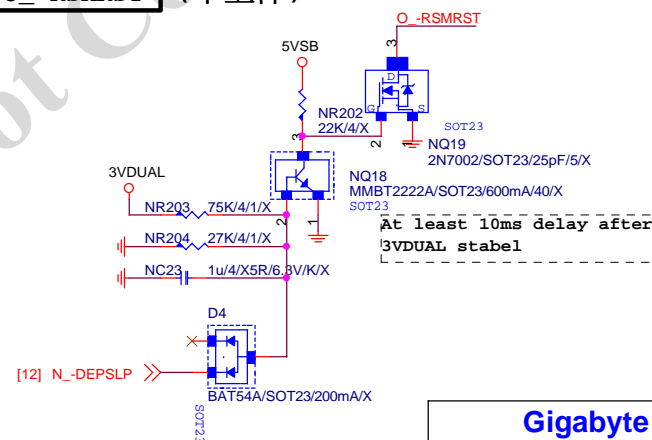 O_-RSMRST
5VSB
3
D
G
S
NR202
22K/4/X
SOT23
2
1
NQ19
2N7002/SOT23/25pF/5/X
3
NQ18
MMBT2222A/SOT23/600mA/40/X
SOT23
3VDUAL
NR203 75K/4/1/X
2
1
At least 10ms delay after
3VDUAL stabel
NR204 27K/4/1/X
NC23 1u/4/X5R/6.3V/K/X
D4
[12] N_-DEPSLP
BAT54A/SOT23/200mA/X
SOT23
Gigabyte